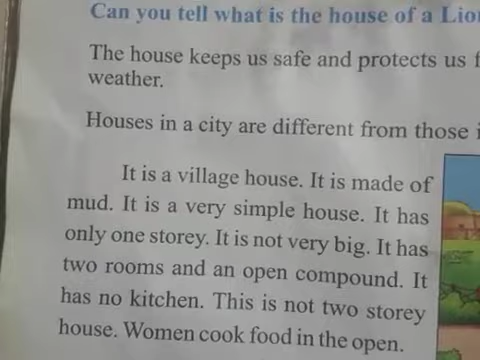 Can you tell what is the house of a
The house keeps us safe and protects us
weather.
Houses in a city are different from those
It is a village house. It is made of
mud. It is a very simple house. It has
only one storey. It is not very big. It has
two rooms and an open compound. It
has no kitchen. This is not two storey
house. Women cook food in the open.